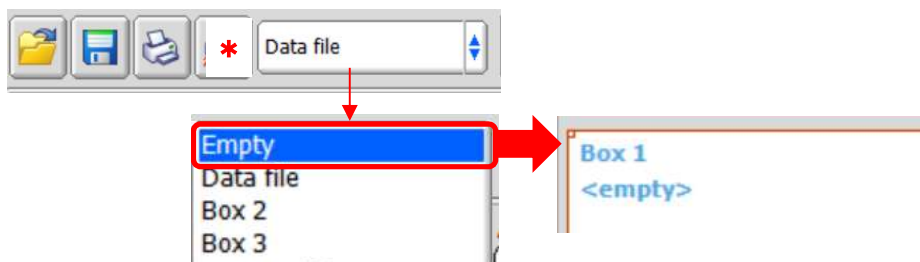 * Data file
Empty
Data file
Box 2
Box 3
Box 1
<empty>